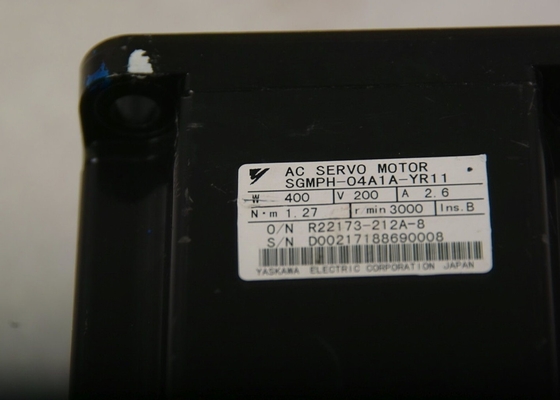 AC SERVO MOTOR
SGMPH-04A1A-YR11
W 400 V 200 A 2.6
N·m 1.27 r/min 3000 Ins. B
O/N R22173-212A-8
S/N D00217188690008
YASKAWA ELECTRIC CORPORATION JAPAN